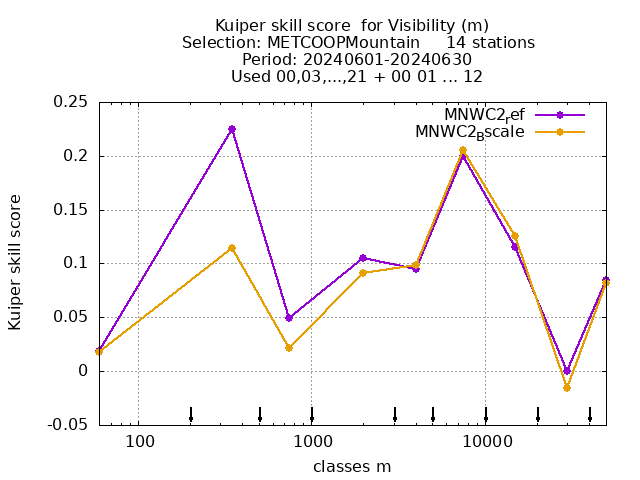 Kuiper skill score  for Visibility (m)
Selection: METCOOPMountain     14 stations
Period: 20240601-20240630
Used 00,03,...,21 + 00 01 ... 12
MNWC2ref
MNWC2Bscale
0.25
0.2
0.15
0.1
0.05
0
-0.05
Kuiper skill score
100
1000
10000
classes m